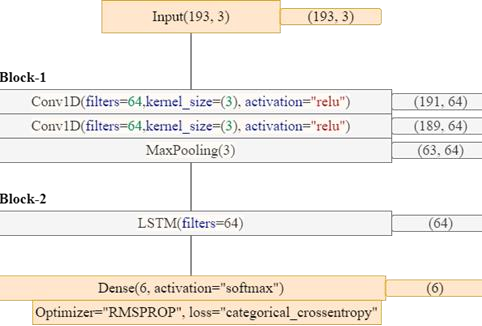 Input(193, 3) (193, 3)
Block-1
Conv1D(filters=64,kernel_size=(3), activation="relu") (191, 64)
Conv1D(filters=64,kernel_size=(3), activation="relu") (189, 64)
MaxPooling(3) (63, 64)
Block-2
LSTM(filters=64) (64)
Dense(6, activation="softmax") (6)
Optimizer="RMSPROP", loss="categorical_crossentropy"